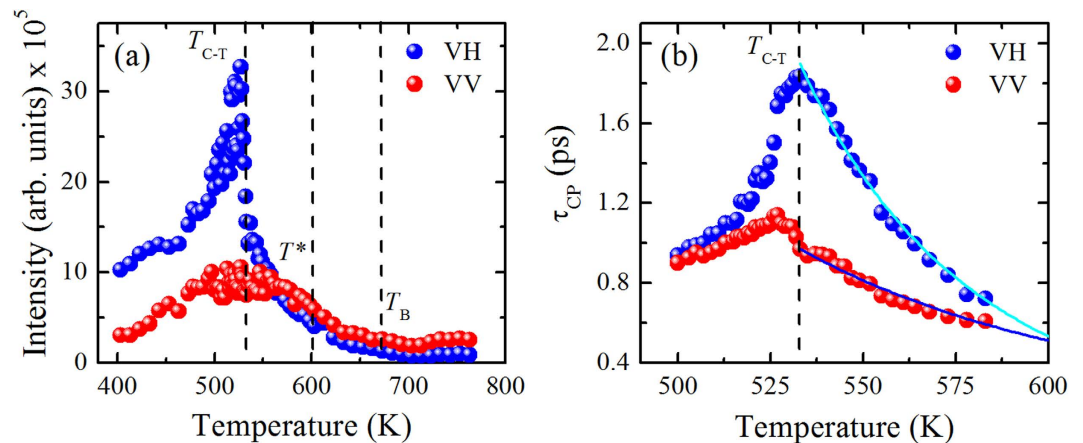 (a)
T_C-T
VH
VV
T*
T_B
Intensity (arb. units) x 10^5
0
10
20
30
400
500
600
700
800
Temperature (K)
(b)
T_C-T
VH
VV
τ_CP (ps)
0.4
0.8
1.2
1.6
2.0
500
525
550
575
600
Temperature (K)